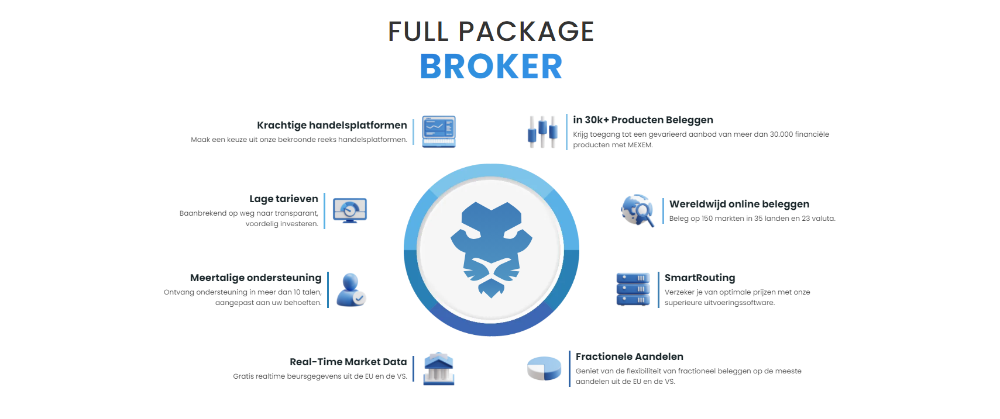 FULL PACKAGE
BROKER
Krachtige handelsplatformen
Maak een keuze uit onze bekroonde reeks handelsplatformen.
in 30k+ Producten Beleggen
Krijg toegang tot een gevarieerd aanbod van meer dan 30.000 financiële
producten met MEXEM.
Lage tarieven
Baanbrekend op weg naar transparant,
voordelig investeren.
Wereldwijd online beleggen
Beleg op 150 markten in 35 landen en 23 valuta.
Meertalige ondersteuning
Ontvang ondersteuning in meer dan 10 talen,
aangepast aan uw behoeften.
SmartRouting
Verzeker je van optimale prijzen met onze
superieure uitvoeringssoftware.
Real-Time Market Data
Gratis realtime beursgegevens uit de EU en de VS.
Fractionele Aandelen
Geniet van de flexibiliteit van fractioneel beleggen op de meeste
aandelen uit de EU en de VS.